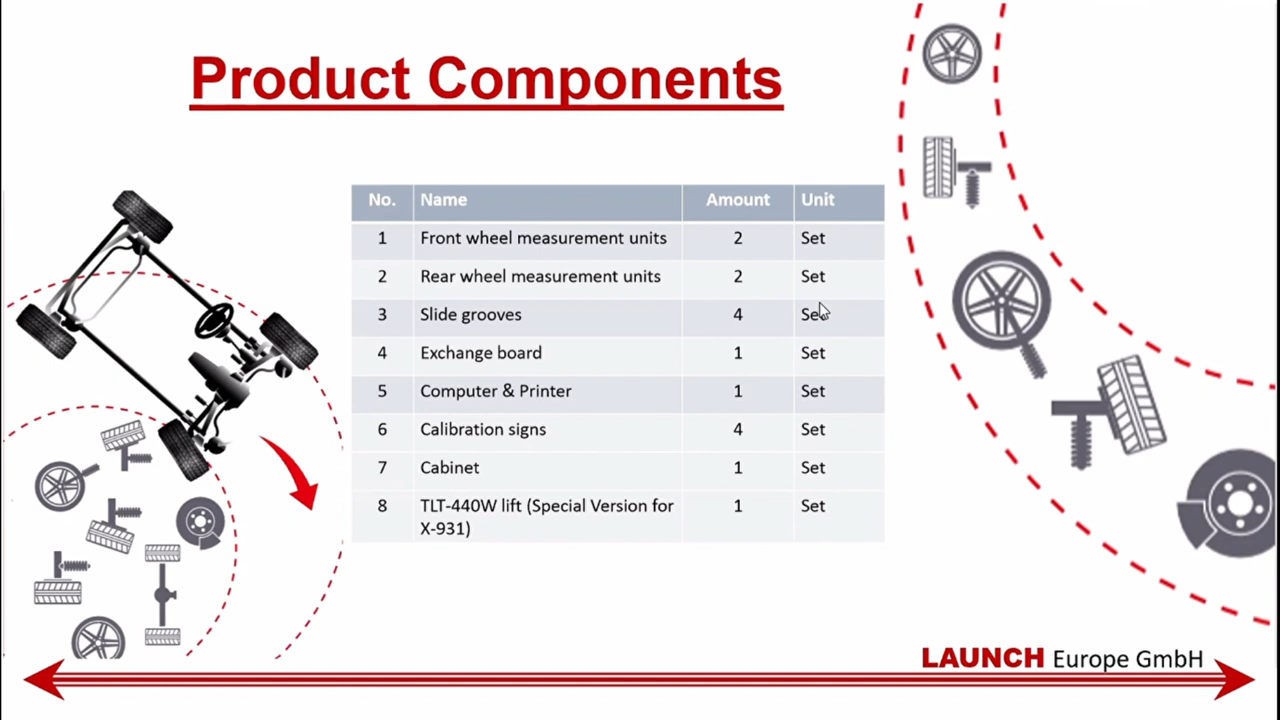 Product Components
No. Name Amount Unit
1 Front wheel measurement units 2 Set
2 Rear wheel measurement units 2 Set
3 Slide grooves 4 Set
4 Exchange board 1 Set
5 Computer & Printer 1 Set
6 Calibration signs 4 Set
7 Cabinet 1 Set
8 TLT-440W lift (Special Version for 1 Set
X-931)
LAUNCH Europe GmbH